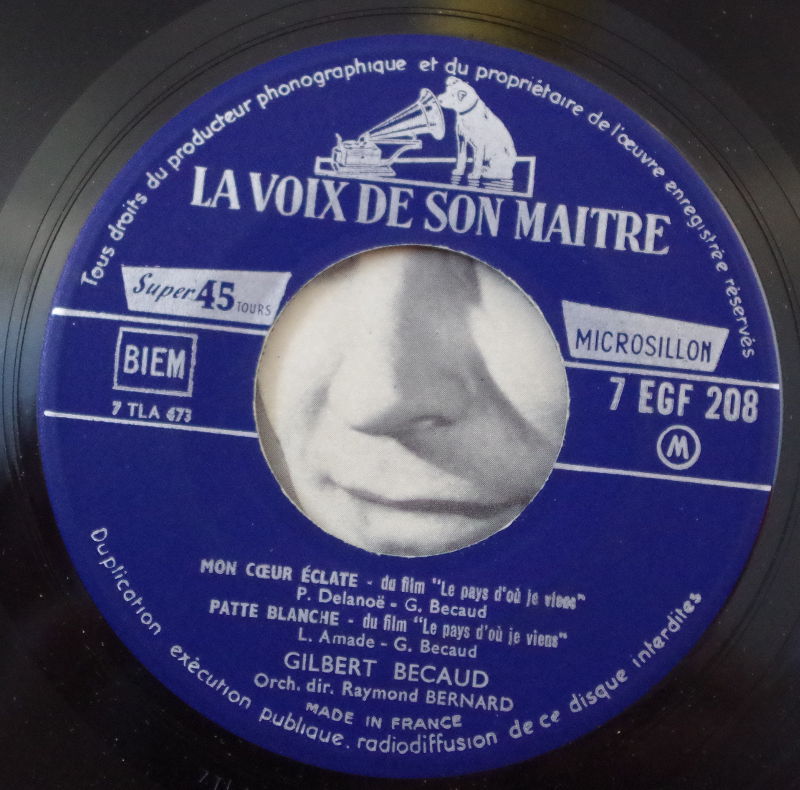 Tous droits du producteur phonographique et du propriétaire de l'œuvre enregistrée réservés
LA VOIX DE SON MAITRE
Super 45 TOURS
MICROSILLON
BIEM
7 EGF 208
7 TLA 673
M
MON CŒUR ÉCLATE - du film "Le pays d'où je viens"
P. Delanoë - G. Becaud
PATTE BLANCHE - du film "Le pays d'où je viens"
L. Amade - G. Becaud
GILBERT BECAUD
Orch. dir. Raymond BERNARD
MADE IN FRANCE
Duplication exécution publique. radiodiffusion de ce disque interdites